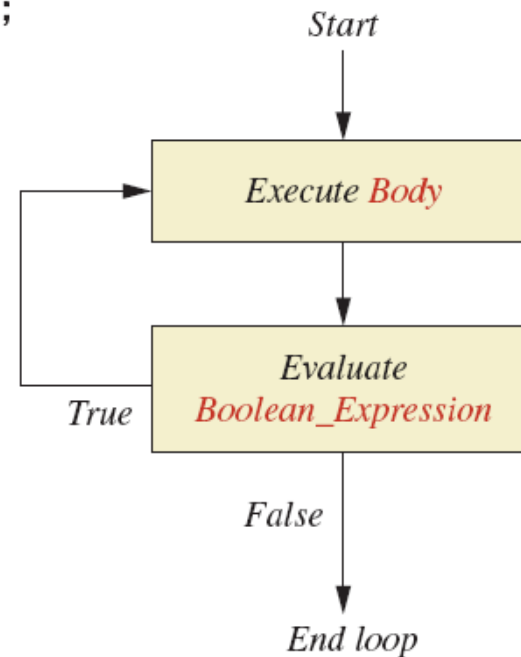 ;
Start
Execute Body
Evaluate
Boolean_Expression
True
False
End loop